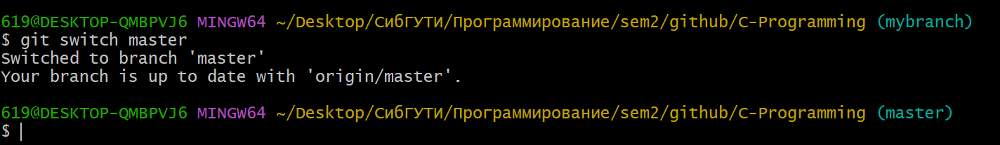 619@DESKTOP-QMBPVJ6 MINGW64 ~/Desktop/СибГУТИ/Программирование/sem2/github/C-Programming (mybranch)
$ git switch master
Switched to branch 'master'
Your branch is up to date with 'origin/master'.
619@DESKTOP-QMBPVJ6 MINGW64 ~/Desktop/СибГУТИ/Программирование/sem2/github/C-Programming (master)
$